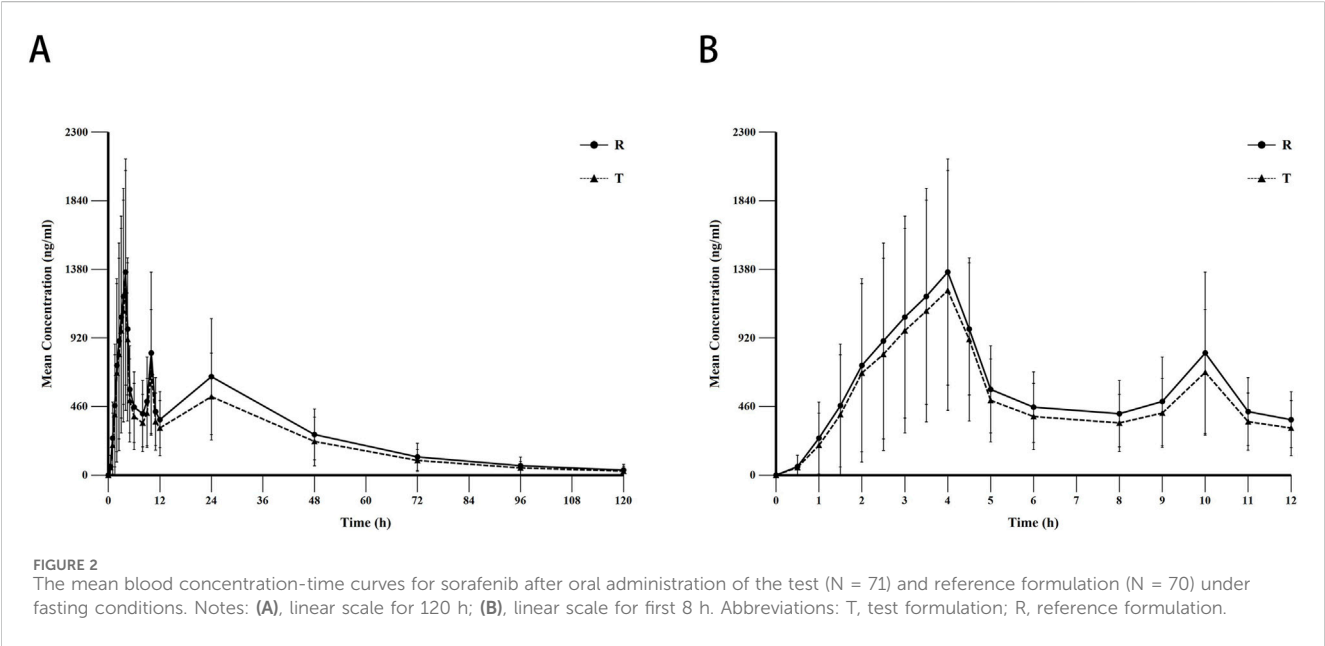 A
B
2300
1840
1380
920
460
0
Mean Concentration (ng/ml)
R
T
0 12 24 36 48 60 72 84 96 108 120
Time (h)
2300
1840
1380
920
460
0
Mean Concentration (ng/ml)
R
T
0 1 2 3 4 5 6 7 8 9 10 11 12
Time (h)
FIGURE 2
The mean blood concentration-time curves for sorafenib after oral administration of the test (N = 71) and reference formulation (N = 70) under
fasting conditions. Notes: (A), linear scale for 120 h; (B), linear scale for first 8 h. Abbreviations: T, test formulation; R, reference formulation.